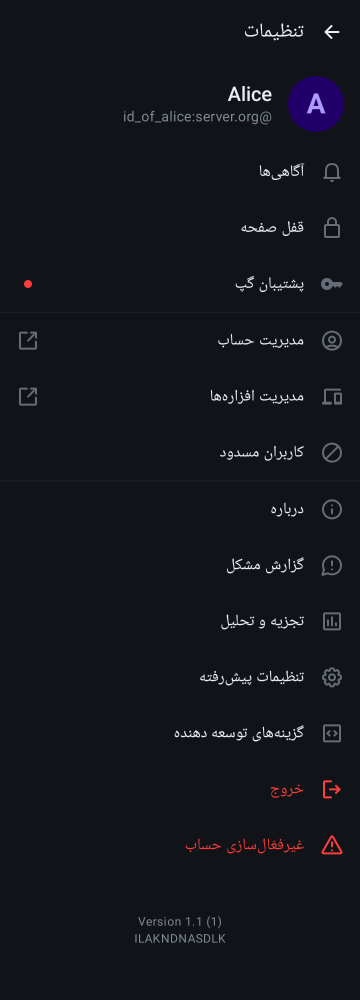 تنظیمات
A
Alice
@id_of_alice:server.org
آگاهی‌ها
قفل صفحه
پشتیبان گپ
مدیریت حساب
مدیریت افزاره‌ها
کاربران مسدود
درباره
گزارش مشکل
تجزیه و تحلیل
تنظیمات پیش‌رفته
گزینه‌های توسعه دهنده
خروج
غیرفغال‌سازی حساب
Version 1.1 (1)
ILAKNDNASDLK